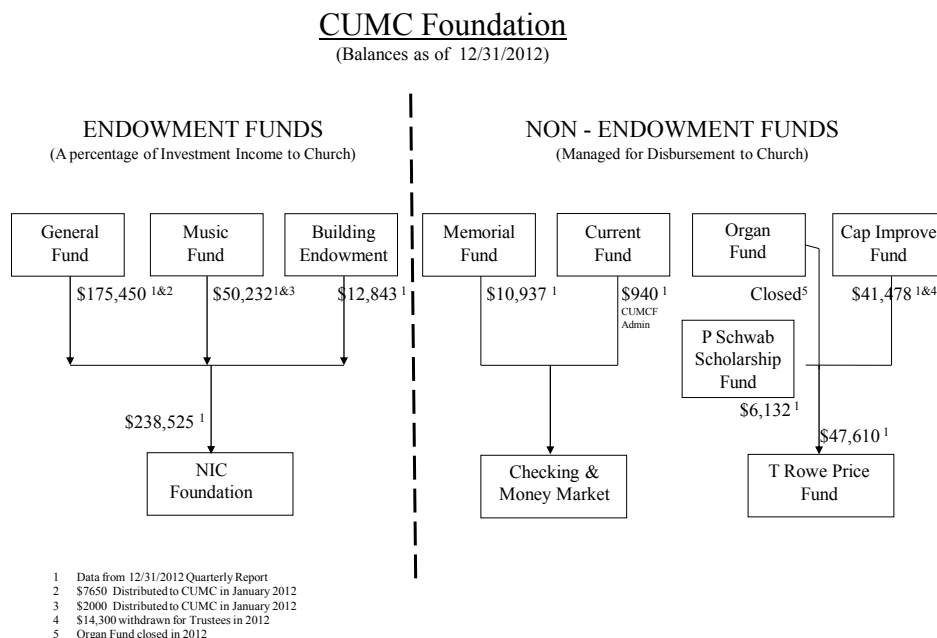 CUMC Foundation
(Balances as of 12/31/2012)
ENDOWMENT FUNDS
(A percentage of Investment Income to Church)
NON - ENDOWMENT FUNDS
(Managed for Disbursement to Church)
General
Fund
Music
Fund
Building
Endowment
Memorial
Fund
Current
Fund
Organ
Fund
Cap Improve
Fund
$175,450 1&2
$50,232 1&3
$12,843 1
$10,937 1
$940 1
CUMCF
Admin
Closed5
$41,478 1&4
P Schwab
Scholarship
Fund
$6,132 1
$238,525 1
$47,610 1
NIC
Foundation
Checking &
Money Market
T Rowe Price
Fund
1 Data from 12/31/2012 Quarterly Report
2 $7650 Distributed to CUMC in January 2012
3 $2000 Distributed to CUMC in January 2012
4 $14,300 withdrawn for Trustees in 2012
5 Organ Fund closed in 2012